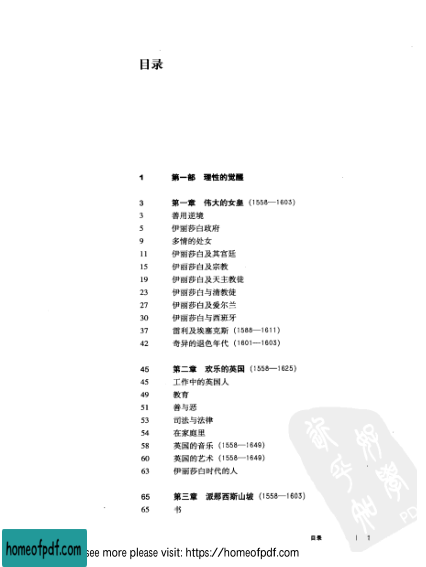 目录
1 第一部 理性的觉醒
3 第一章 伟大的女皇 (1558—1603)
3 善用逆境
5 伊丽莎白政府
9 多情的处女
11 伊丽莎白及其宫廷
15 伊丽莎白及宗教
19 伊丽莎白及天主教徒
23 伊丽莎白与清教徒
27 伊丽莎白及爱尔兰
30 伊丽莎白与西班牙
37 雷利及埃塞克斯 (1588—1611)
42 奇异的退色年代 (1601—1603)
45 第二章 欢乐的英国 (1558—1625)
45 工作中的英国人
49 教育
51 善与恶
53 司法与法律
54 在家庭里
58 英国的音乐 (1558—1649)
60 英国的艺术 (1558—1649)
63 伊丽莎白时代的人
65 第三章 派那西斯山坡 (1558—1603)
65 书
目录 1
homeofpdf.com
see more please visit: https://homeofpdf.com